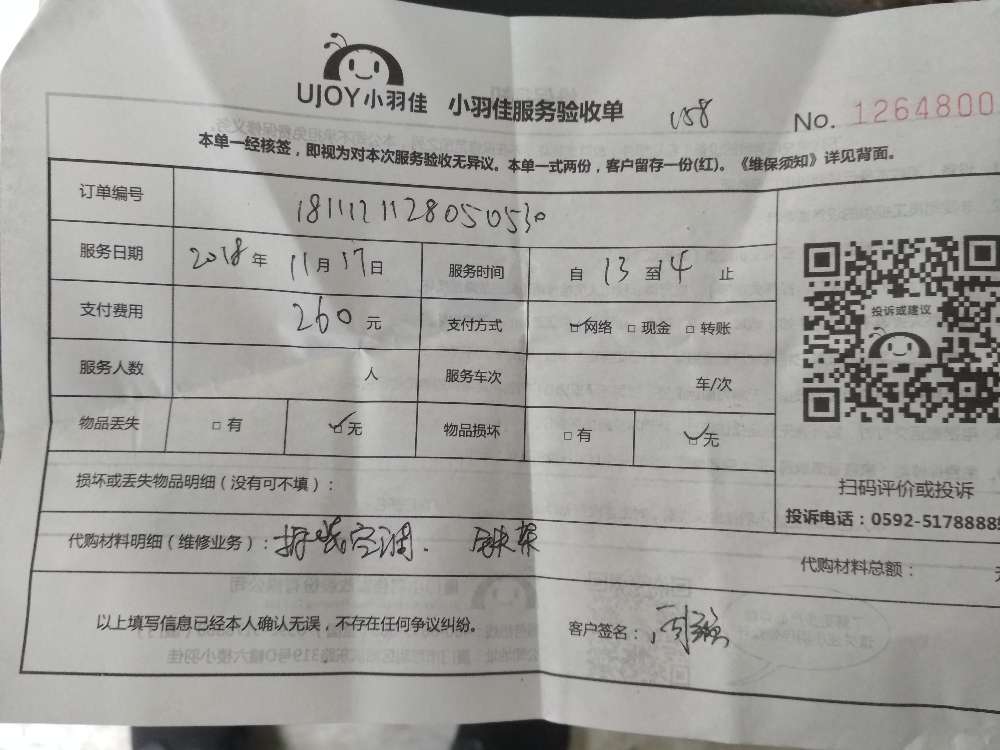 UJOY小羽佳 小羽佳服务验收单 158 No. 1264800
本单一经核签，即视为对本次服务验收无异议。本单一式两份，客户留存一份(红)。《维保须知》详见背面。
订单编号 1811121128050530
服务日期 2018年 11月17日 服务时间 自 13 至 14 止
支付费用 260元 支付方式 ☑网络 □现金 □转账
服务人数 人 服务车次 车/次
物品丢失 □有 ☑无 物品损坏 □有 ☑无
投诉或建议
损坏或丢失物品明细（没有可不填）：
扫码评价或投诉
投诉电话：0592-5178888
代购材料明细（维修业务）：拆装空调. 铁架
代购材料总额：
以上填写信息已经本人确认无误，不存在任何争议纠纷。 客户签名：